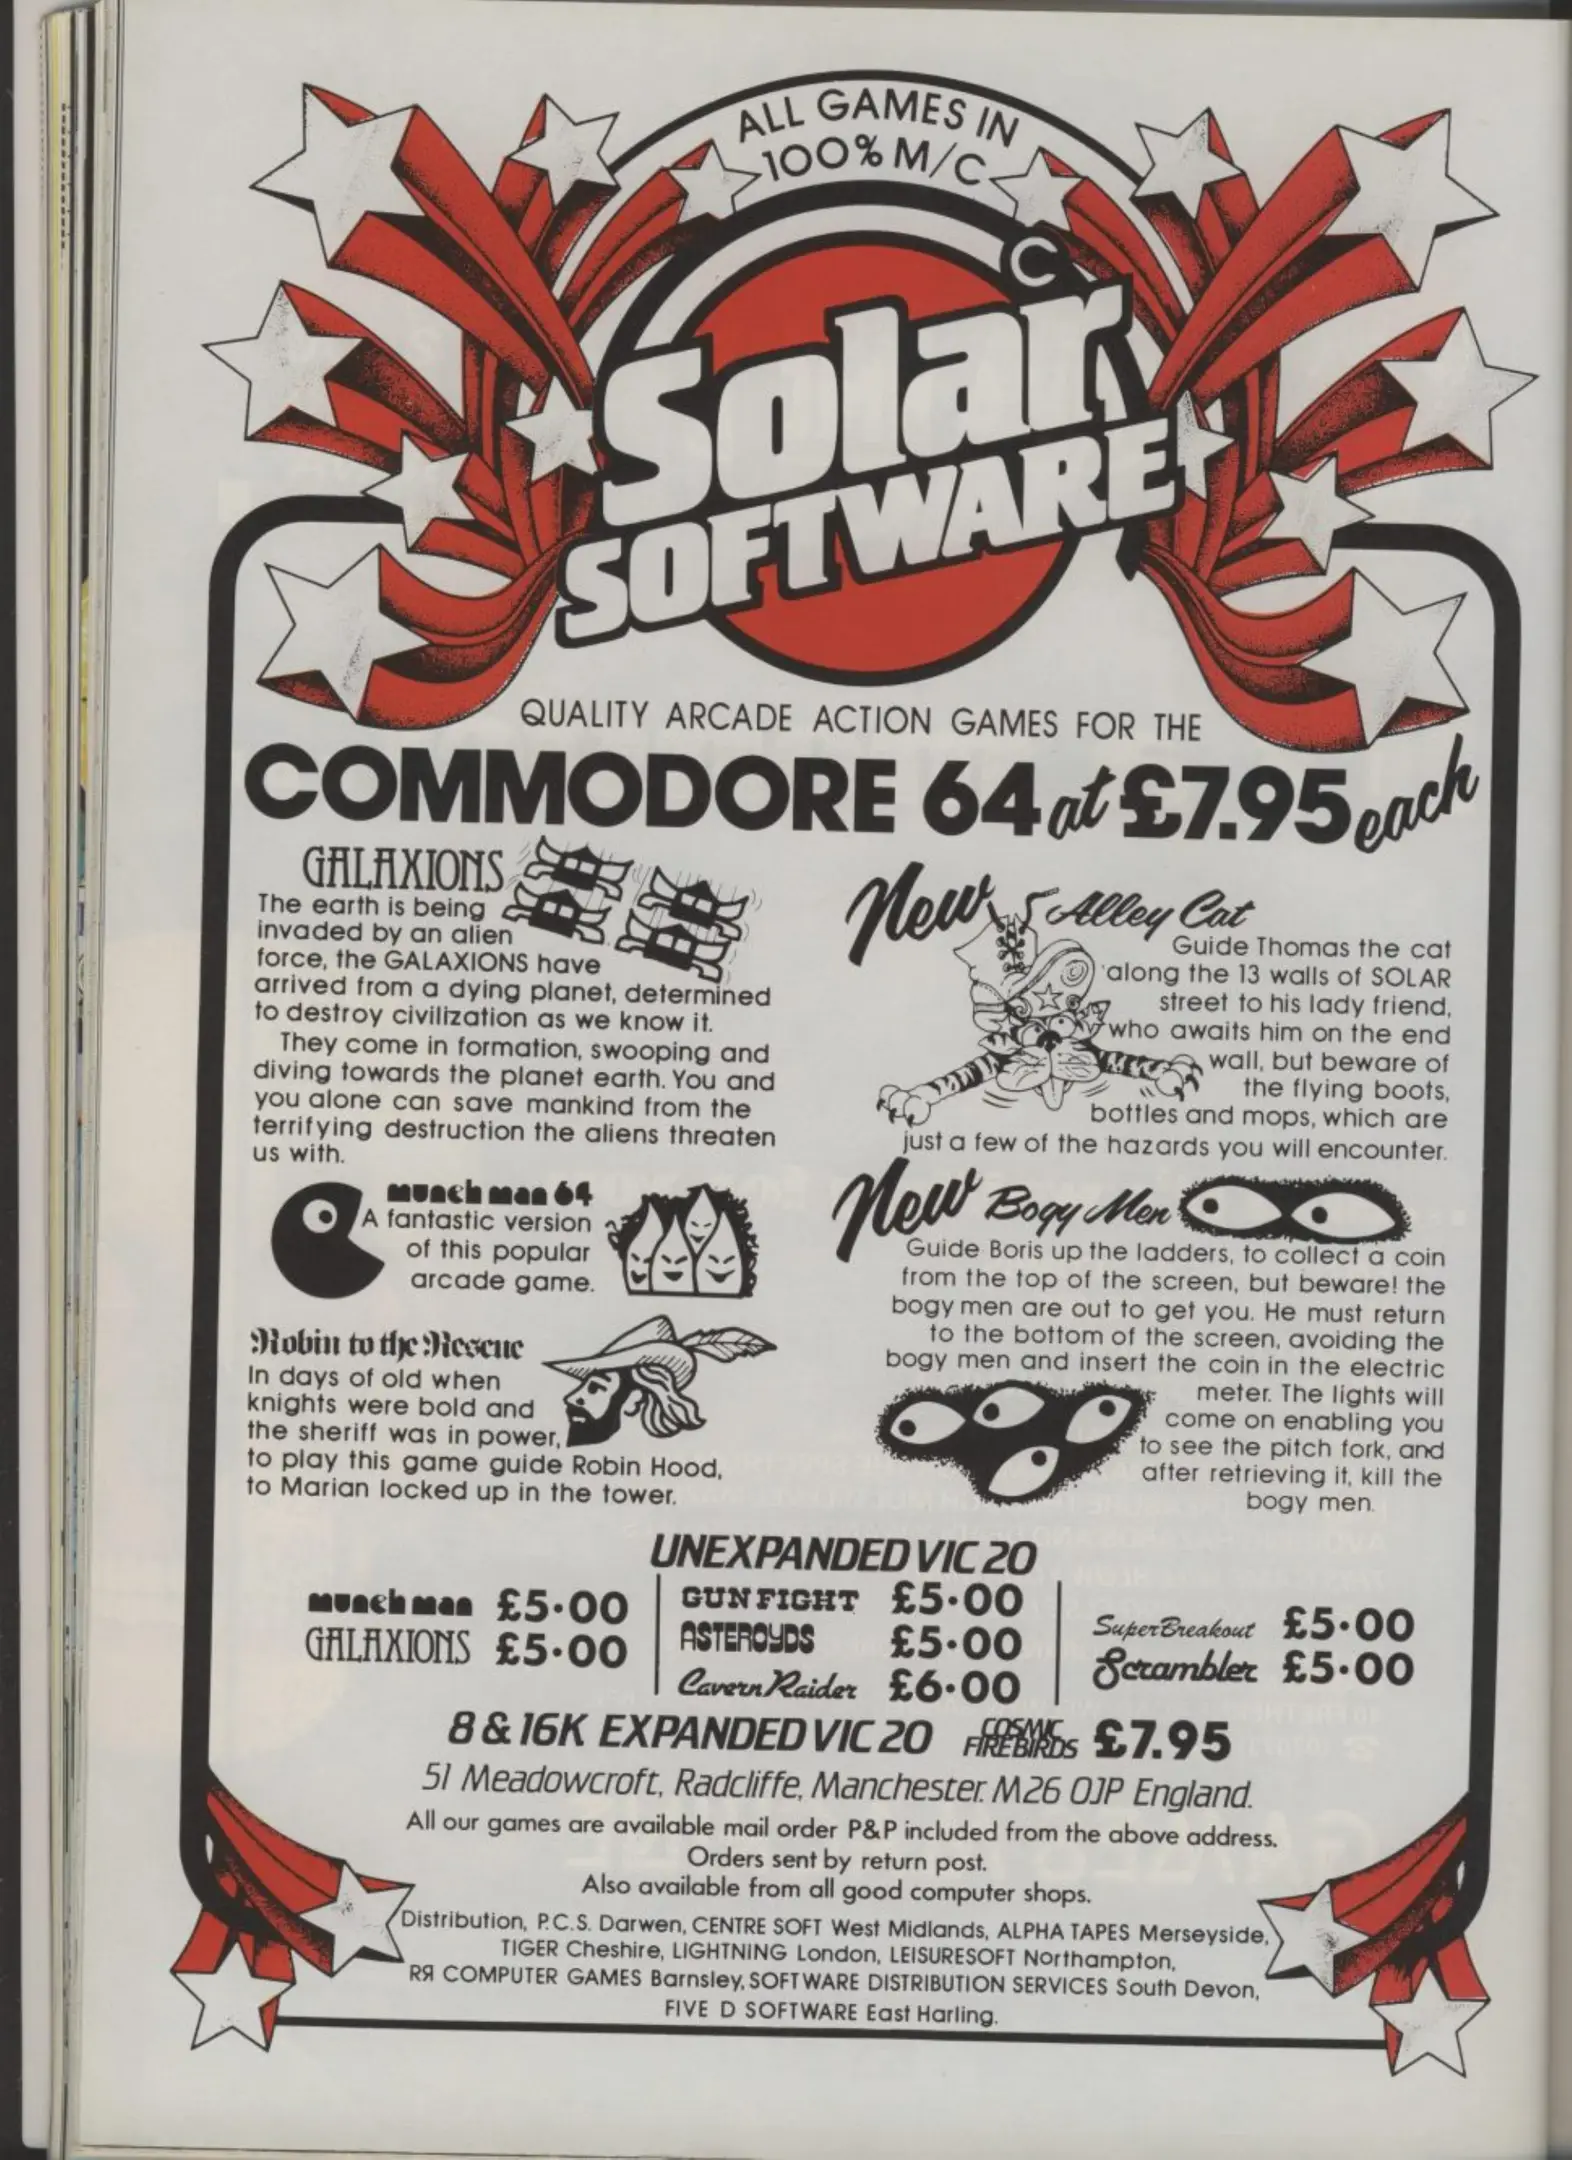 ALL GAMES IN
100% M/C
C
Solar
SOFTWARE
QUALITY ARCADE ACTION GAMES FOR THE
COMMODORE 64 at £7.95 each
GALAXIONS
The earth is being
invaded by an alien
force, the GALAXIONS have
arrived from a dying planet, determined
to destroy civilization as we know it.
They come in formation, swooping and
diving towards the planet earth. You and
you alone can save mankind from the
terrifying destruction the aliens threaten
us with.
munch man 64
A fantastic version
of this popular
arcade game.
Robin to the Rescue
In days of old when
knights were bold and
the sheriff was in power,
to play this game guide Robin Hood,
to Marian locked up in the tower.
New Alley Cat
Guide Thomas the cat
along the 13 walls of SOLAR
street to his lady friend,
who awaits him on the end
wall, but beware of
the flying boots,
bottles and mops, which are
just a few of the hazards you will encounter.
New Bogy Men
Guide Boris up the ladders, to collect a coin
from the top of the screen, but beware! the
bogy men are out to get you. He must return
to the bottom of the screen, avoiding the
bogy men and insert the coin in the electric
meter. The lights will
come on enabling you
to see the pitch fork, and
after retrieving it, kill the
bogy men.
UNEXPANDED VIC 20
munch man £5·00
GALAXIONS £5·00
GUN FIGHT £5·00
ASTEROYDS £5·00
Cavern Raider £6·00
Super Breakout £5·00
Scrambler £5·00
8 & 16K EXPANDED VIC 20 COSMIC FIREBIRDS £7.95
51 Meadowcroft, Radcliffe, Manchester. M26 0JP England.
All our games are available mail order P&P included from the above address.
Orders sent by return post.
Also available from all good computer shops.
Distribution, P.C.S. Darwen, CENTRE SOFT West Midlands, ALPHA TAPES Merseyside,
TIGER Cheshire, LIGHTNING London, LEISURESOFT Northampton,
RЯ COMPUTER GAMES Barnsley, SOFTWARE DISTRIBUTION SERVICES South Devon,
FIVE D SOFTWARE East Harling.